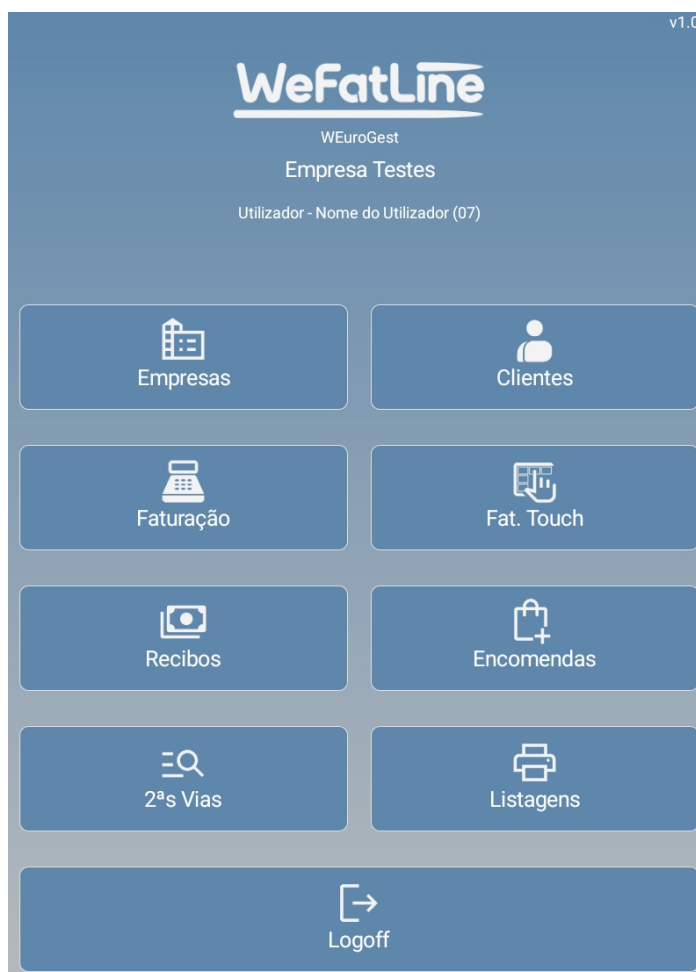 v1.0
WeFatLine
WEuroGest
Empresa Testes
Utilizador - Nome do Utilizador (07)
Empresas
Clientes
Faturação
Fat. Touch
Recibos
Encomendas
2ªs Vias
Listagens
Logoff